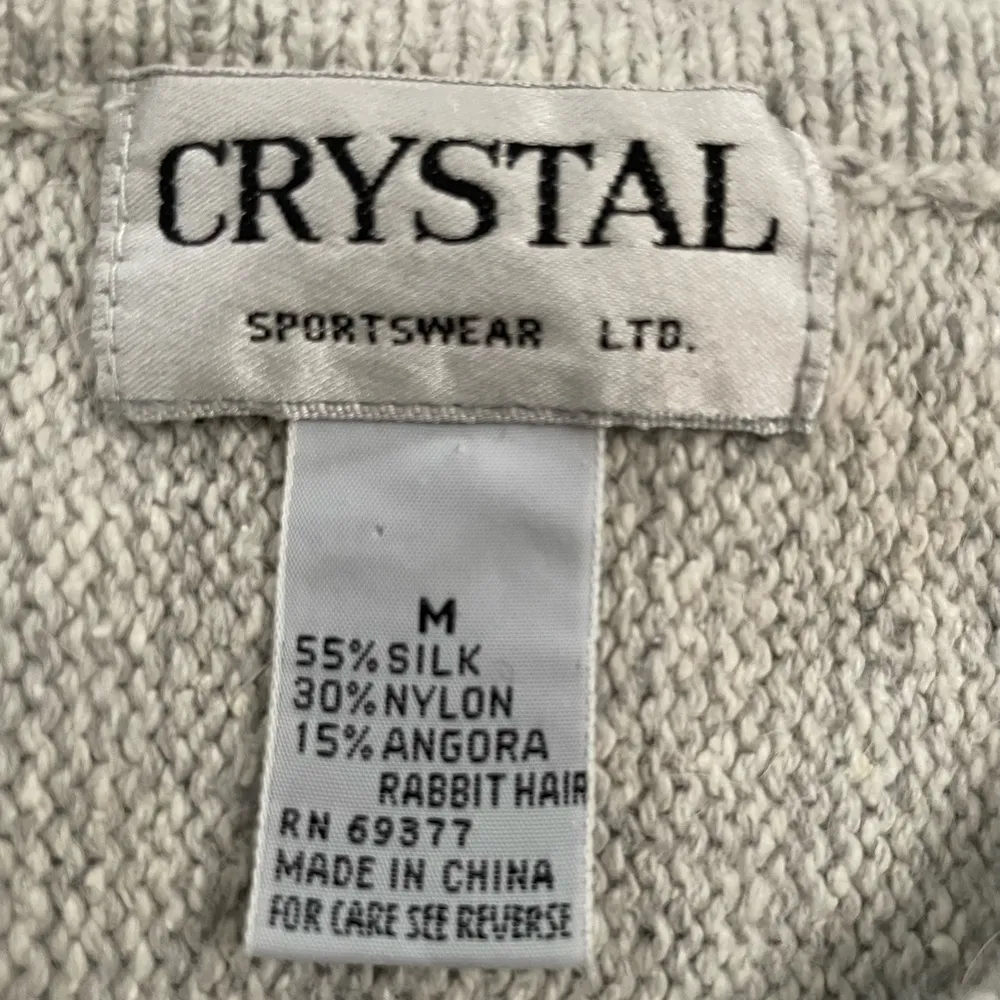 CRYSTAL
SPORTSWEAR LTD.
M
55% SILK
30% NYLON
15% ANGORA
RABBIT HAIR
RN 69377
MADE IN CHINA
FOR CARE SEE REVERSE